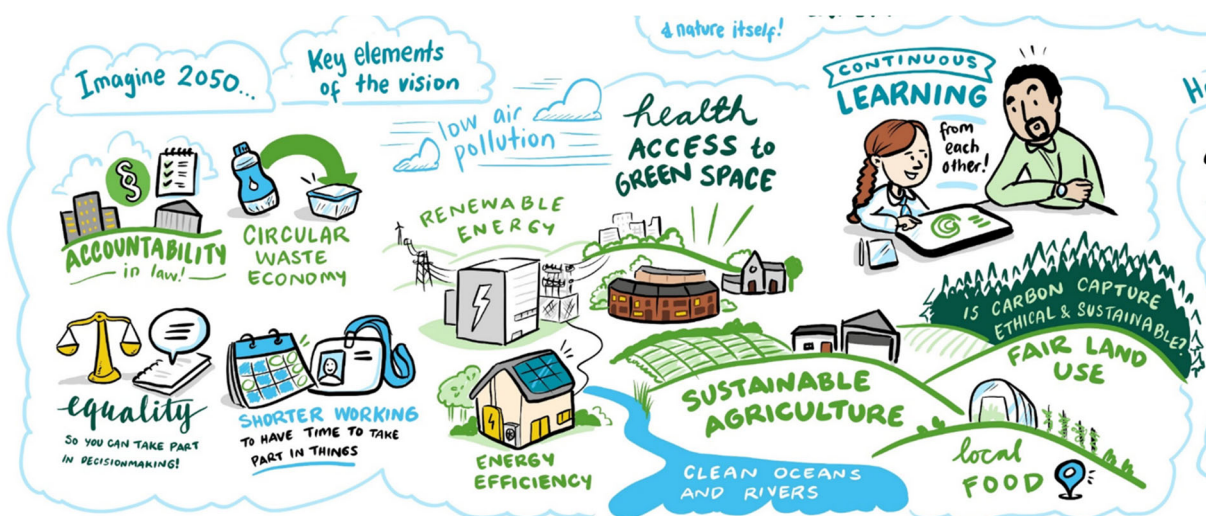 & nature itself!
Imagine 2050...
Key elements
of the vision
low air
pollution
health
ACCESS to
GREEN SPACE
CONTINUOUS
LEARNING
from
each
other!
§
ACCOUNTABILITY
in law!
CIRCULAR
WASTE
ECONOMY
RENEWABLE
ENERGY
IS CARBON CAPTURE
ETHICAL & SUSTAINABLE?
FAIR LAND
USE
equality
SO YOU CAN TAKE PART
IN DECISIONMAKING!
SHORTER WORKING
TO HAVE TIME TO TAKE
PART IN THINGS
ENERGY
EFFICIENCY
SUSTAINABLE
AGRICULTURE
CLEAN OCEANS
AND RIVERS
local
FOOD